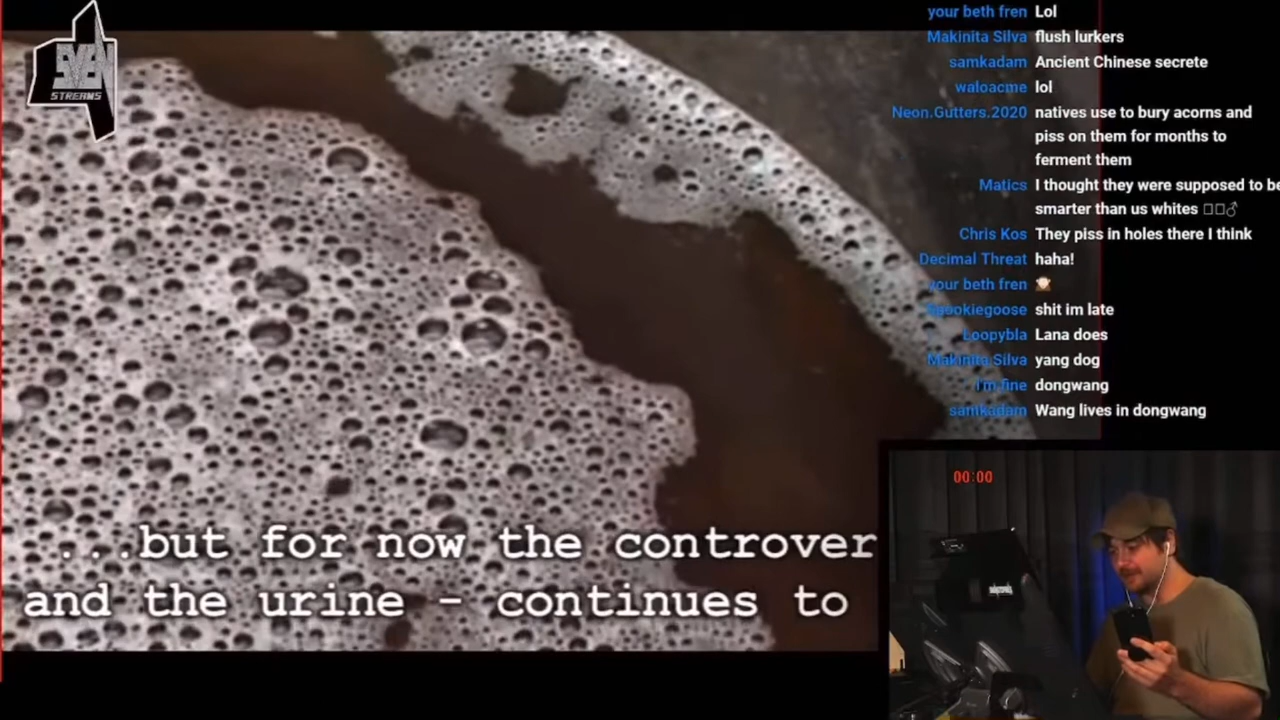 SVEN
STREAMS
your beth fren Lol
Makinita Silva flush lurkers
samkadam Ancient Chinese secrete
waloacme lol
Neon.Gutters.2020 natives use to bury acorns and
piss on them for months to
ferment them
Matics I thought they were supposed to be
smarter than us whites
Chris Kos They piss in holes there I think
Decimal Threat haha!
your beth fren
Spookiegoose shit im late
Loopybla Lana does
Makinita Silva yang dog
I'm fine dongwang
samkadam Wang lives in dongwang
00:00
...but for now the controver
and the urine - continues to